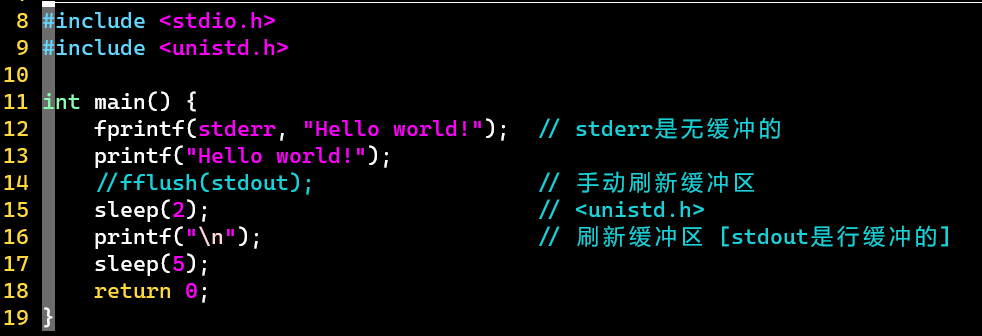 8 #include <stdio.h>
9 #include <unistd.h>
10
11 int main() {
12     fprintf(stderr, "Hello world!");  // stderr是无缓冲的
13     printf("Hello world!");
14     //fflush(stdout);                 // 手动刷新缓冲区
15     sleep(2);                         // <unistd.h>
16     printf("\n");                     // 刷新缓冲区 [stdout是行缓冲的]
17     sleep(5);
18     return 0;
19 }